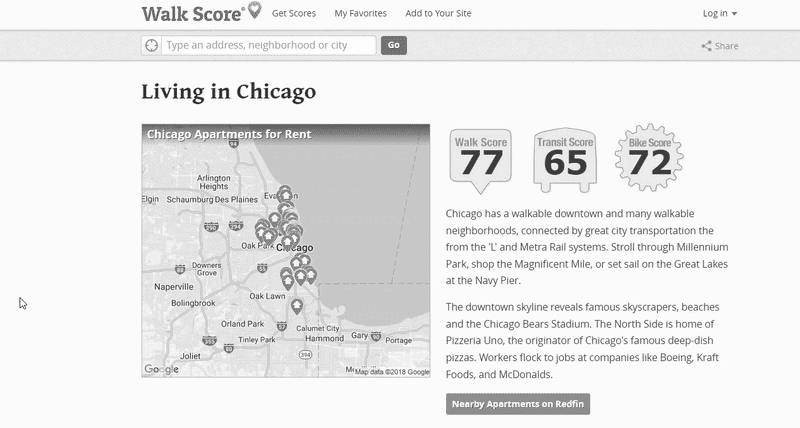 Walk Score®
Get Scores
My Favorites
Add to Your Site
Log in
Type an address, neighborhood or city
Go
Share
Living in Chicago
Chicago Apartments for Rent
94
Arlington
Heights
Elgin
Schaumburg
Des Plaines
290
294
Oak Park
Chicago
Downers
Grove
88
55
Naperville
Oak Lawn
Bolingbrook
Orland Park
57
Calumet City
Tinley Park
Hammond
Gary
Portage
Joliet
80
394
Google
Map data ©2018 Google
Walk Score
77
Transit Score
65
Bike Score
72
Chicago has a walkable downtown and many walkable
neighborhoods, connected by great city transportation the
from the 'L' and Metra Rail systems. Stroll through Millennium
Park, shop the Magnificent Mile, or set sail on the Great Lakes
at the Navy Pier.
The downtown skyline reveals famous skyscrapers, beaches
and the Chicago Bears Stadium. The North Side is home of
Pizzeria Uno, the originator of Chicago's famous deep-dish
pizzas. Workers flock to jobs at companies like Boeing, Kraft
Foods, and McDonalds.
Nearby Apartments on Redfin